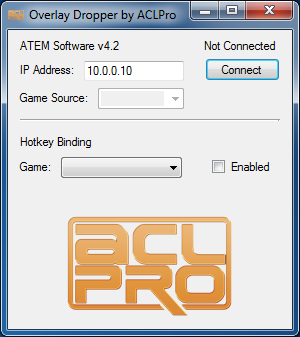 Overlay Dropper by ACLPro
ATEM Software v4.2 Not Connected
IP Address: 10.0.0.10 Connect
Game Source:
Hotkey Binding
Game: Enabled
ACL
PRO